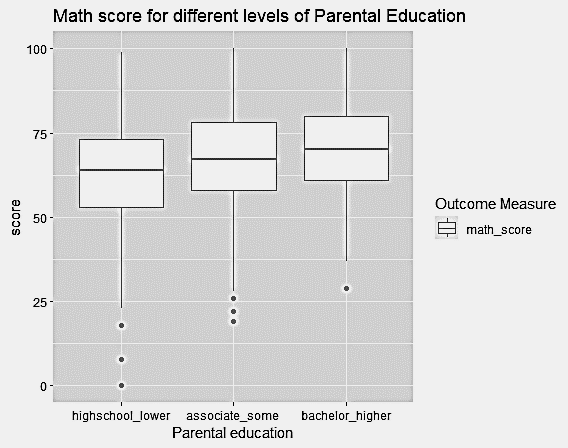 Math score for different levels of Parental Education
100
75
50
25
0
score
highschool_lower associate_some bachelor_higher
Parental education
Outcome Measure
math_score